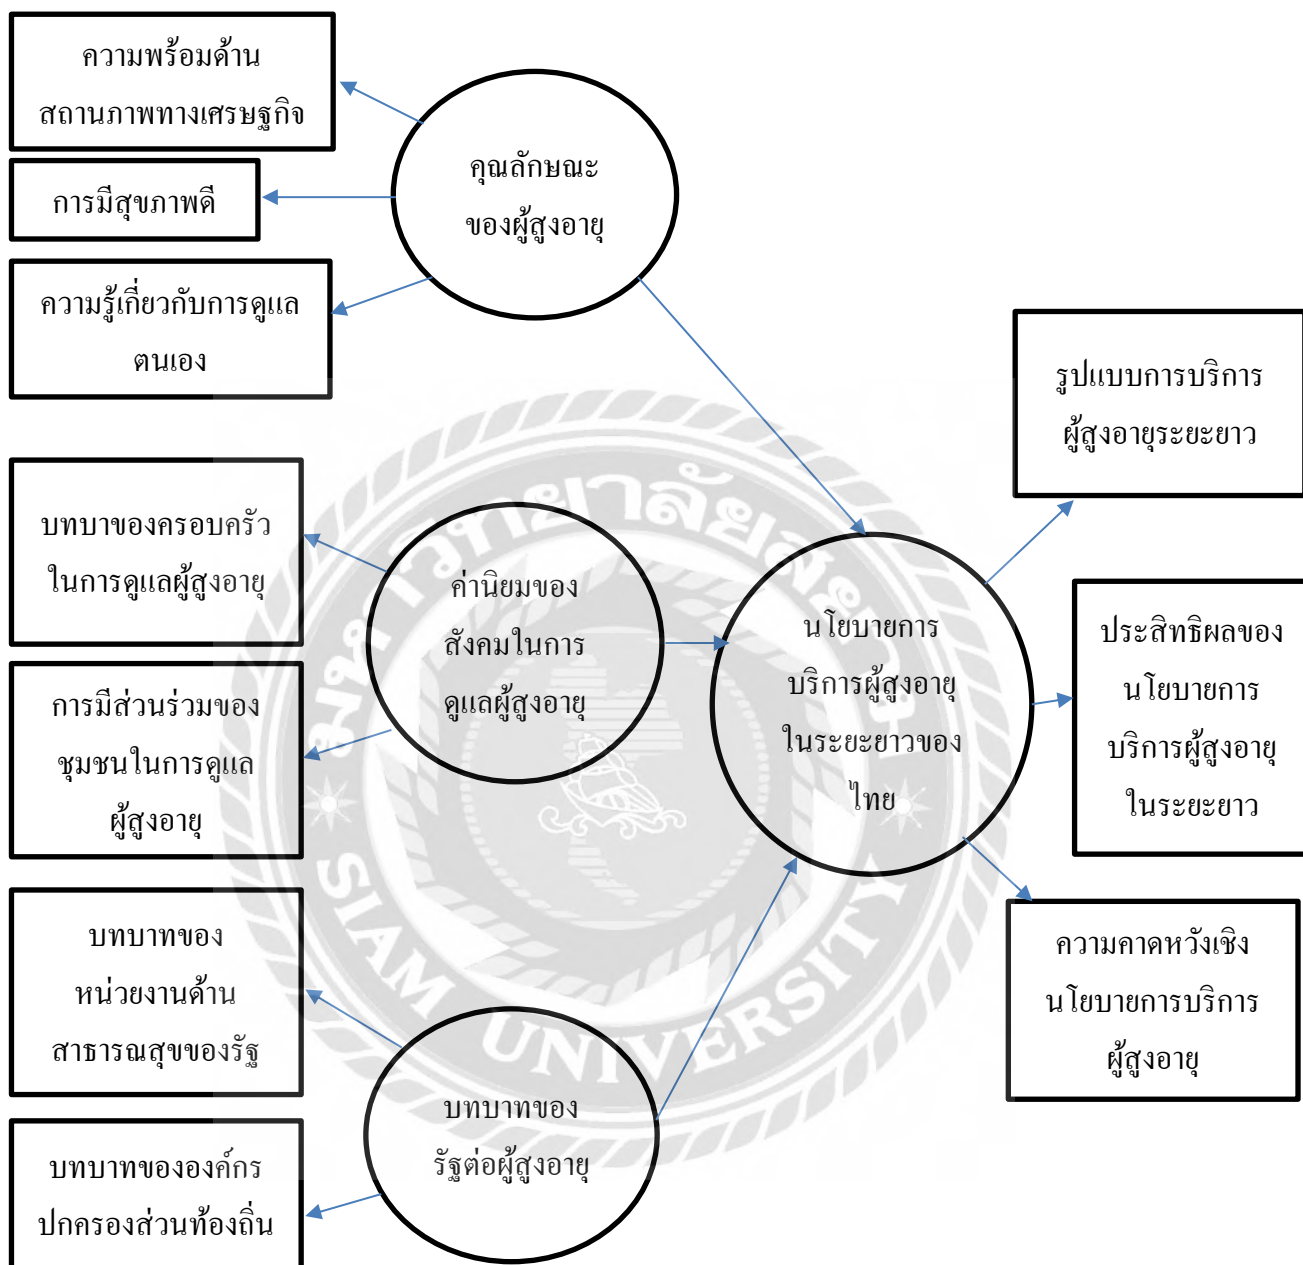 ความพร้อมด้าน
สถานภาพทางเศรษฐกิจ
การมีสุขภาพดี
ความรู้เกี่ยวกับการดูแล
ตนเอง
คุณลักษณะ
ของผู้สูงอายุ
บทบาของครอบครัว
ในการดูแลผู้สูงอายุ
การมีส่วนร่วมของ
ชุมชนในการดูแล
ผู้สูงอายุ
ค่านิยมของ
สังคมในการ
ดูแลผู้สูงอายุ
บทบาทของ
หน่วยงานด้าน
สาธารณสุขของรัฐ
บทบาทขององค์กร
ปกครองส่วนท้องถิ่น
บทบาทของ
รัฐต่อผู้สูงอายุ
นโยบายการ
บริการผู้สูงอายุ
ในระยะยาวของ
ไทย
รูปแบบการบริการ
ผู้สูงอายุระยะยาว
ประสิทธิผลของ
นโยบายการ
บริการผู้สูงอายุ
ในระยะยาว
ความคาดหวังเชิง
นโยบายการบริการ
ผู้สูงอายุ
มหาวิทยาลัยสยาม
SIAM UNIVERSITY